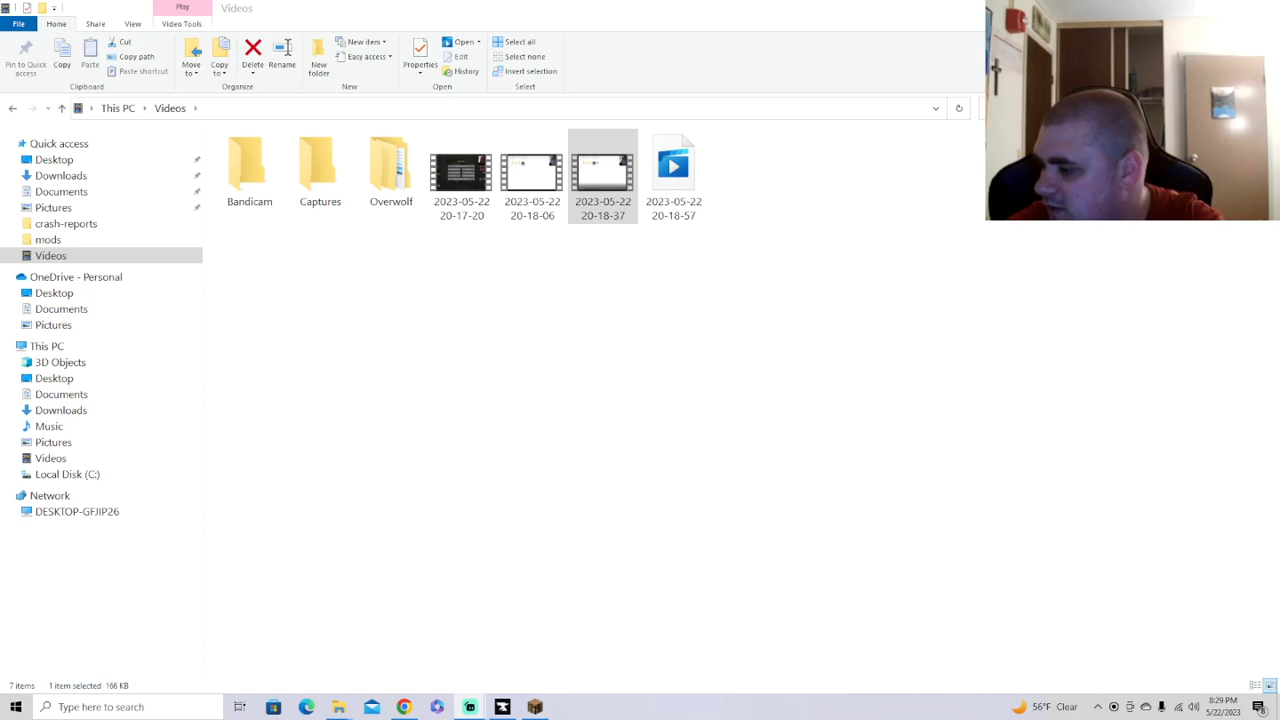 Play
Videos
File
Home
Share
View
Video Tools
Pin to Quick
access
Copy
Paste
Cut
Copy path
Paste shortcut
Clipboard
Move
to
Copy
to
Delete
Rename
Organize
New
folder
New item
Easy access
New
Properties
Open
Edit
History
Open
Select all
Select none
Invert selection
Select
This PC
Videos
Quick access
Desktop
Downloads
Documents
Pictures
crash-reports
mods
Videos
OneDrive - Personal
Desktop
Documents
Pictures
This PC
3D Objects
Desktop
Documents
Downloads
Music
Pictures
Videos
Local Disk (C:)
Network
DESKTOP-GFJIP26
Bandicam
Captures
Overwolf
2023-05-22
20-17-20
2023-05-22
20-18-06
2023-05-22
20-18-37
2023-05-22
20-18-57
7 items
1 item selected 166 KB
Type here to search
56°F Clear
8:29 PM
5/22/2023
8